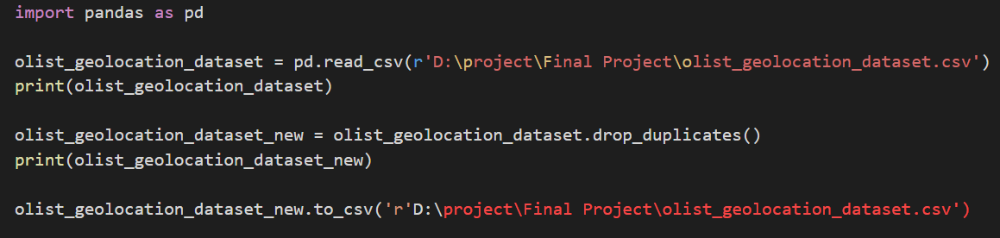 import pandas as pd
olist_geolocation_dataset = pd.read_csv(r'D:\project\Final Project\olist_geolocation_dataset.csv')
print(olist_geolocation_dataset)
olist_geolocation_dataset_new = olist_geolocation_dataset.drop_duplicates()
print(olist_geolocation_dataset_new)
olist_geolocation_dataset_new.to_csv('r'D:\project\Final Project\olist_geolocation_dataset.csv')